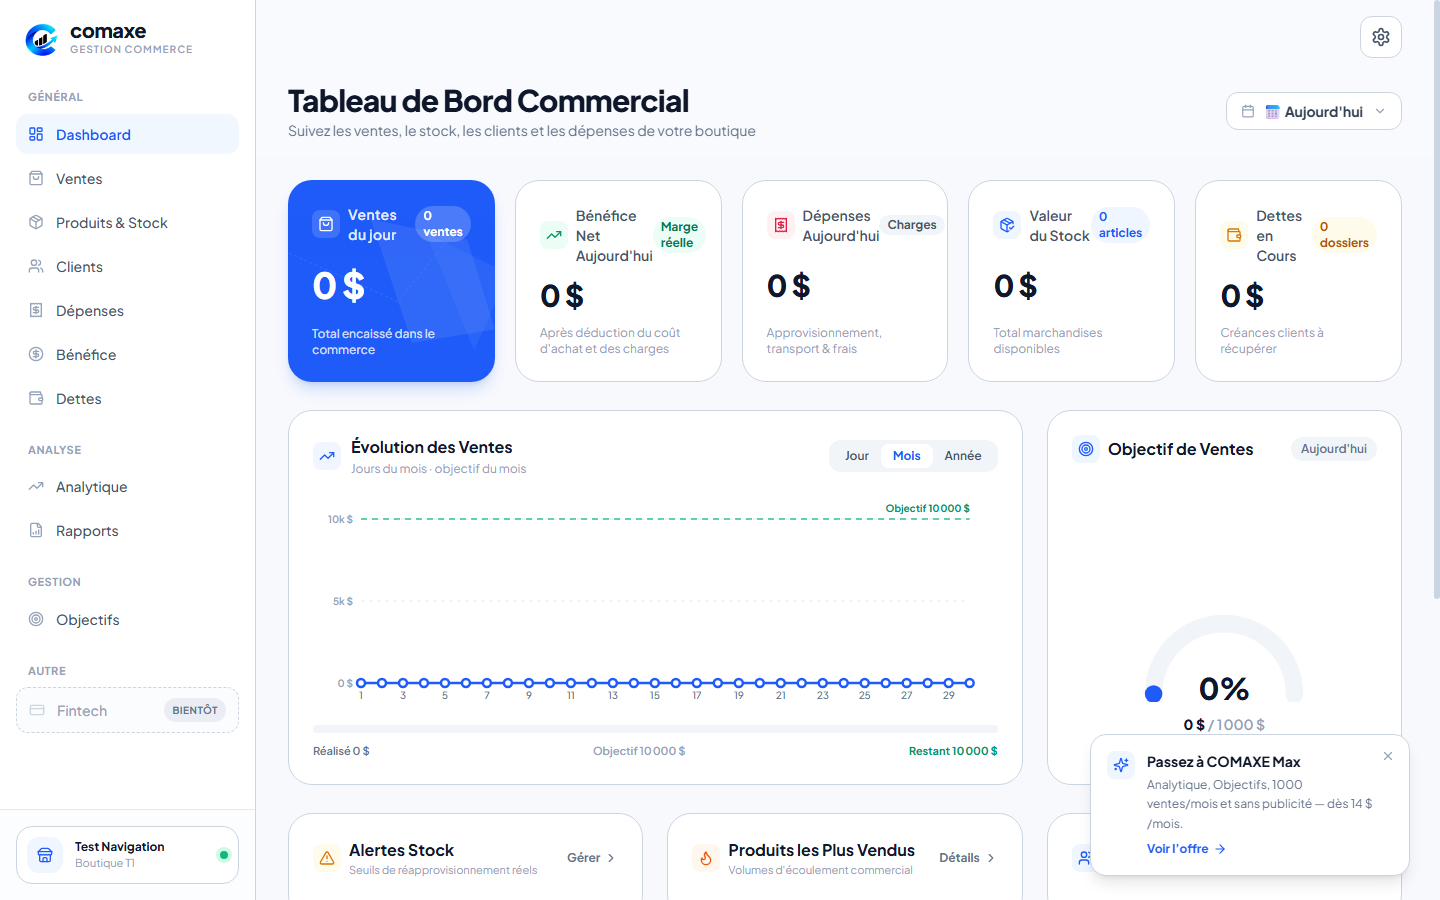 comaxe
GESTION COMMERCE
GÉNÉRAL
Dashboard
Ventes
Produits & Stock
Clients
Dépenses
Bénéfice
Dettes
ANALYSE
Analytique
Rapports
GESTION
Objectifs
AUTRE
Fintech
BIENTÔT
Test Navigation
Boutique T1
Tableau de Bord Commercial
Suivez les ventes, le stock, les clients et les dépenses de votre boutique
Aujourd'hui
Ventes
du jour
0
ventes
0 $
Total encaissé dans le
commerce
Bénéfice
Net
Aujourd'hui
Marge
réelle
0 $
Après déduction du coût
d'achat et des charges
Dépenses
Aujourd'hui
Charges
0 $
Approvisionnement,
transport & frais
Valeur
du Stock
0
articles
0 $
Total marchandises
disponibles
Dettes
en
Cours
0
dossiers
0 $
Créances clients à
récupérer
Évolution des Ventes
Jours du mois · objectif du mois
Jour
Mois
Année
Objectif 10 000 $
10k $
5k $
0 $
1 3 5 7 9 11 13 15 17 19 21 23 25 27 29
Réalisé 0 $
Objectif 10 000 $
Restant 10 000 $
Objectif de Ventes
Aujourd'hui
0%
0 $ / 1 000 $
Passez à COMAXE Max
Analytique, Objectifs, 1000
ventes/mois et sans publicité — dès 14 $
/mois.
Voir l'offre
Alertes Stock
Seuils de réapprovisionnement réels
Gérer
Produits les Plus Vendus
Volumes d'écoulement commercial
Détails